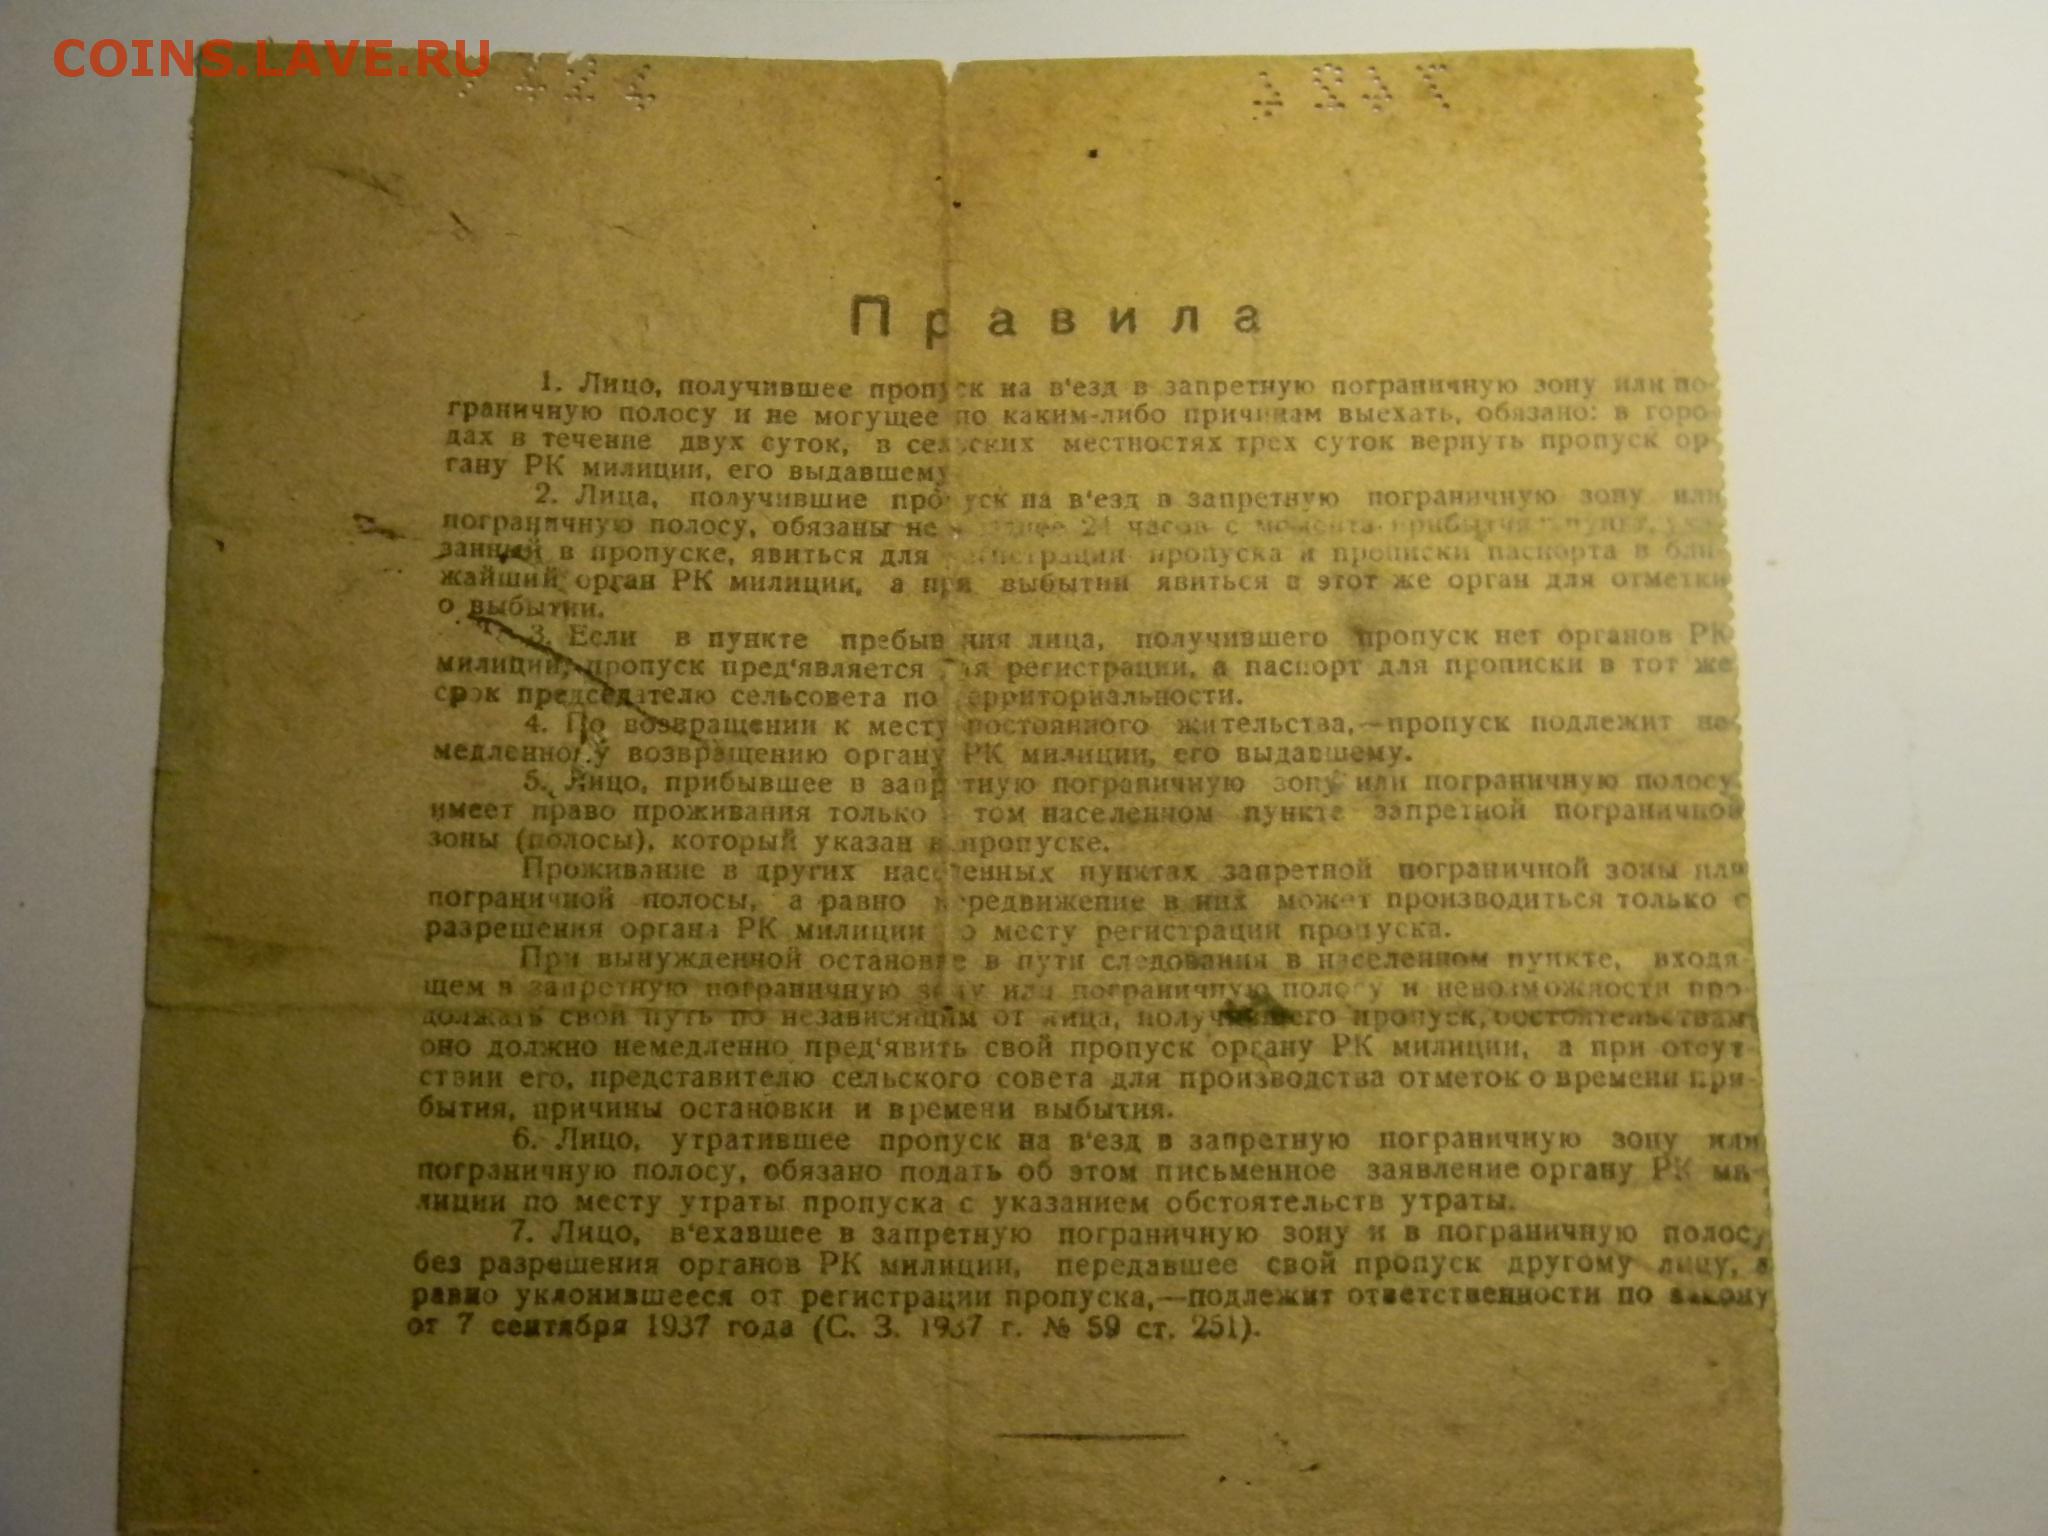 COINS.LAVE.RU
Правила
1. Лицо, получившее пропуск на в‘езд в запретную пограничную зону или по-
граничную полосу и не могущее по каким-либо причинам выехать, обязано: в горо-
дах в течение двух суток, в сельских местностях трех суток вернуть пропуск ор-
гану РК милиции, его выдавшему
2. Лица, получившие пропуск на в‘езд в запретную пограничную зону или
пограничную полосу, обязаны не позднее 24 часов с момента прибытия в пункт, ука-
занный в пропуске, явиться для регистрации пропуска и прописки паспорта в бли-
жайший орган РК милиции, а при выбытии явиться в этот же орган для отметки
о выбытии.
3. Если в пункте пребывания лица, получившего пропуск нет органов РК
милиции, пропуск пред‘является для регистрации, а паспорт для прописки в тот же
срок председателю сельсовета по территориальности.
4. По возвращении к месту постоянного жительства,—пропуск подлежит не-
медленному возвращению органу РК милиции, его выдавшему.
5. Лицо, прибывшее в запретную пограничную зону или пограничную полосу,
имеет право проживания только в том населенном пункте запретной пограничной
зоны (полосы), который указан в пропуске.
Проживание в других населенных пунктах запретной пограничной зоны или
пограничной полосы, а равно передвижение в них может производиться только с
разрешения органа РК милиции по месту регистрации пропуска.
При вынужденной остановке в пути следования в населенном пункте, входя-
щем в запретную пограничную зону или пограничную полосу и невозможности про-
должать свой путь по независящим от лица, получившего пропуск, обстоятельствам,
оно должно немедленно пред‘явить свой пропуск органу РК милиции, а при отсут-
ствии его, представителю сельского совета для производства отметок о времени при-
бытия, причины остановки и времени выбытия.
6. Лицо, утратившее пропуск на в‘езд в запретную пограничную зону или
пограничную полосу, обязано подать об этом письменное заявление органу РК ми-
лиции по месту утраты пропуска с указанием обстоятельств утраты.
7. Лицо, в‘ехавшее в запретную пограничную зону и в пограничную полосу
без разрешения органов РК милиции, передавшее свой пропуск другому лицу, а
равно уклонившееся от регистрации пропуска,—подлежит ответственности по закону
от 7 сентября 1937 года (С. З. 1937 г. № 59 ст. 251).